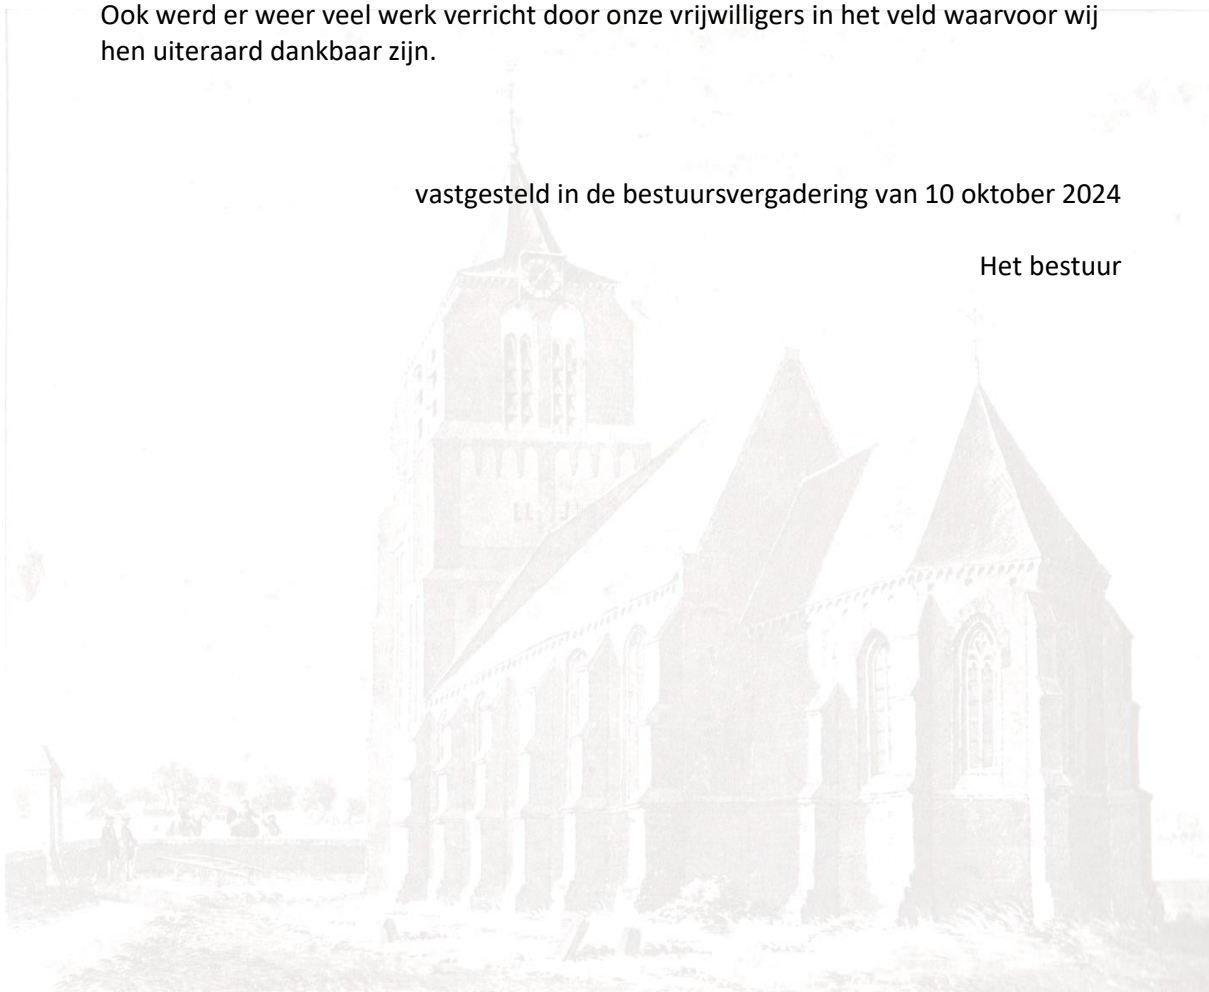 Ook werd er weer veel werk verricht door onze vrijwilligers in het veld waarvoor wij
hen uiteraard dankbaar zijn.
vastgesteld in de bestuursvergadering van 10 oktober 2024
Het bestuur